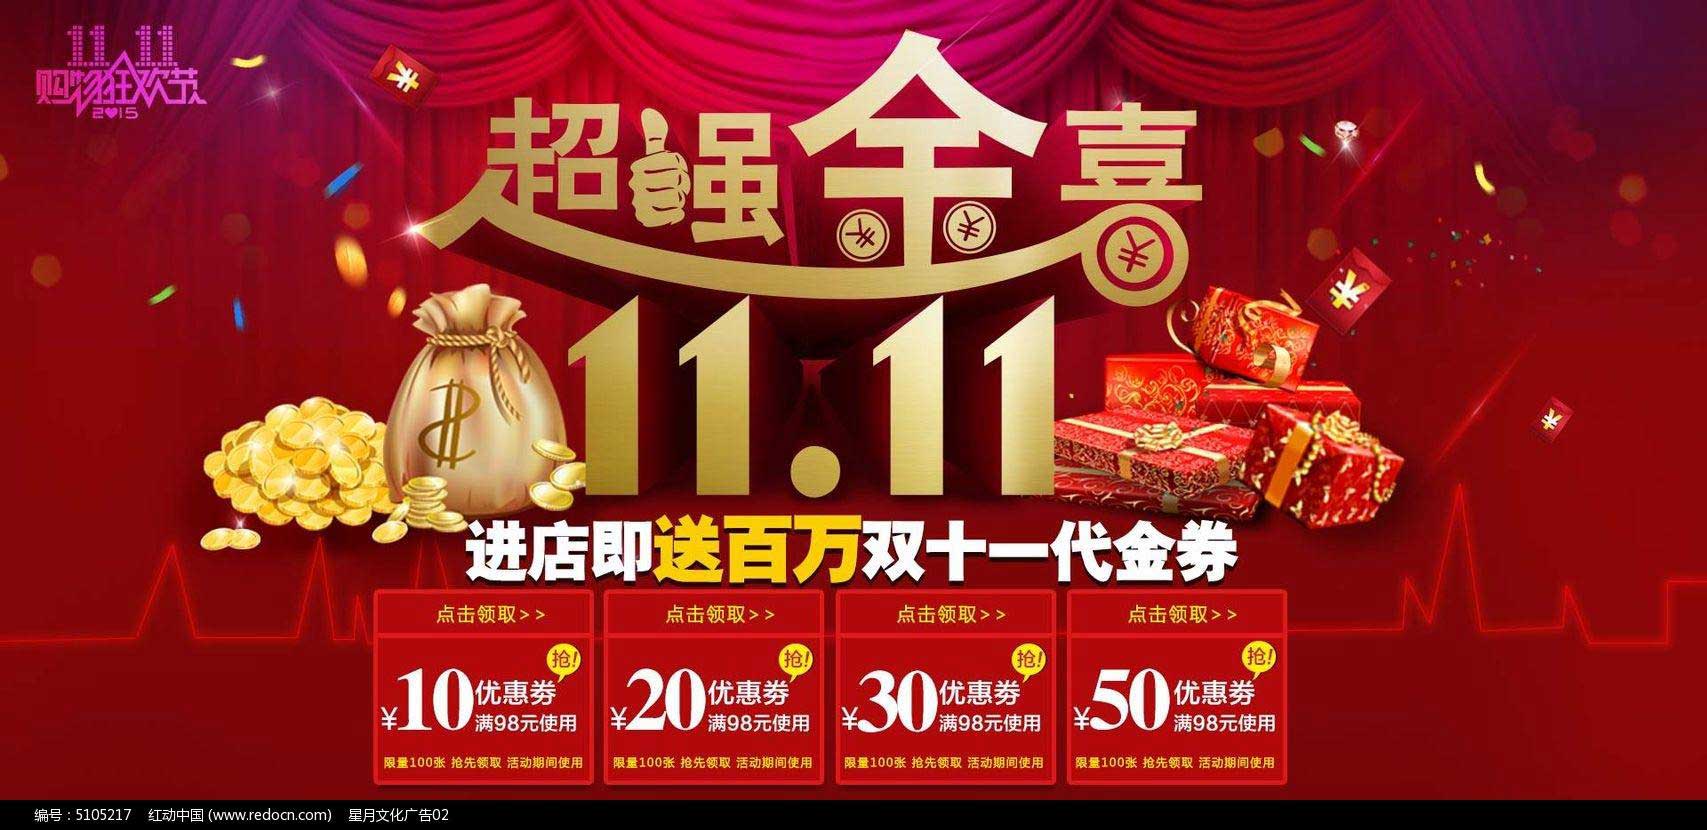 11.11
购物狂欢节
2015
超强金喜
11.11
进店即送百万双十一代金券
点击领取>>
¥10优惠劵
抢!
满98元使用
限量100张 抢先领取 活动期间使用
点击领取>>
¥20优惠劵
抢!
满98元使用
限量100张 抢先领取 活动期间使用
点击领取>>
¥30优惠劵
抢!
满98元使用
限量100张 抢先领取 活动期间使用
点击领取>>
¥50优惠劵
抢!
满98元使用
限量100张 抢先领取 活动期间使用
编号：5105217 红动中国 (www.redocn.com) 星月文化广告02